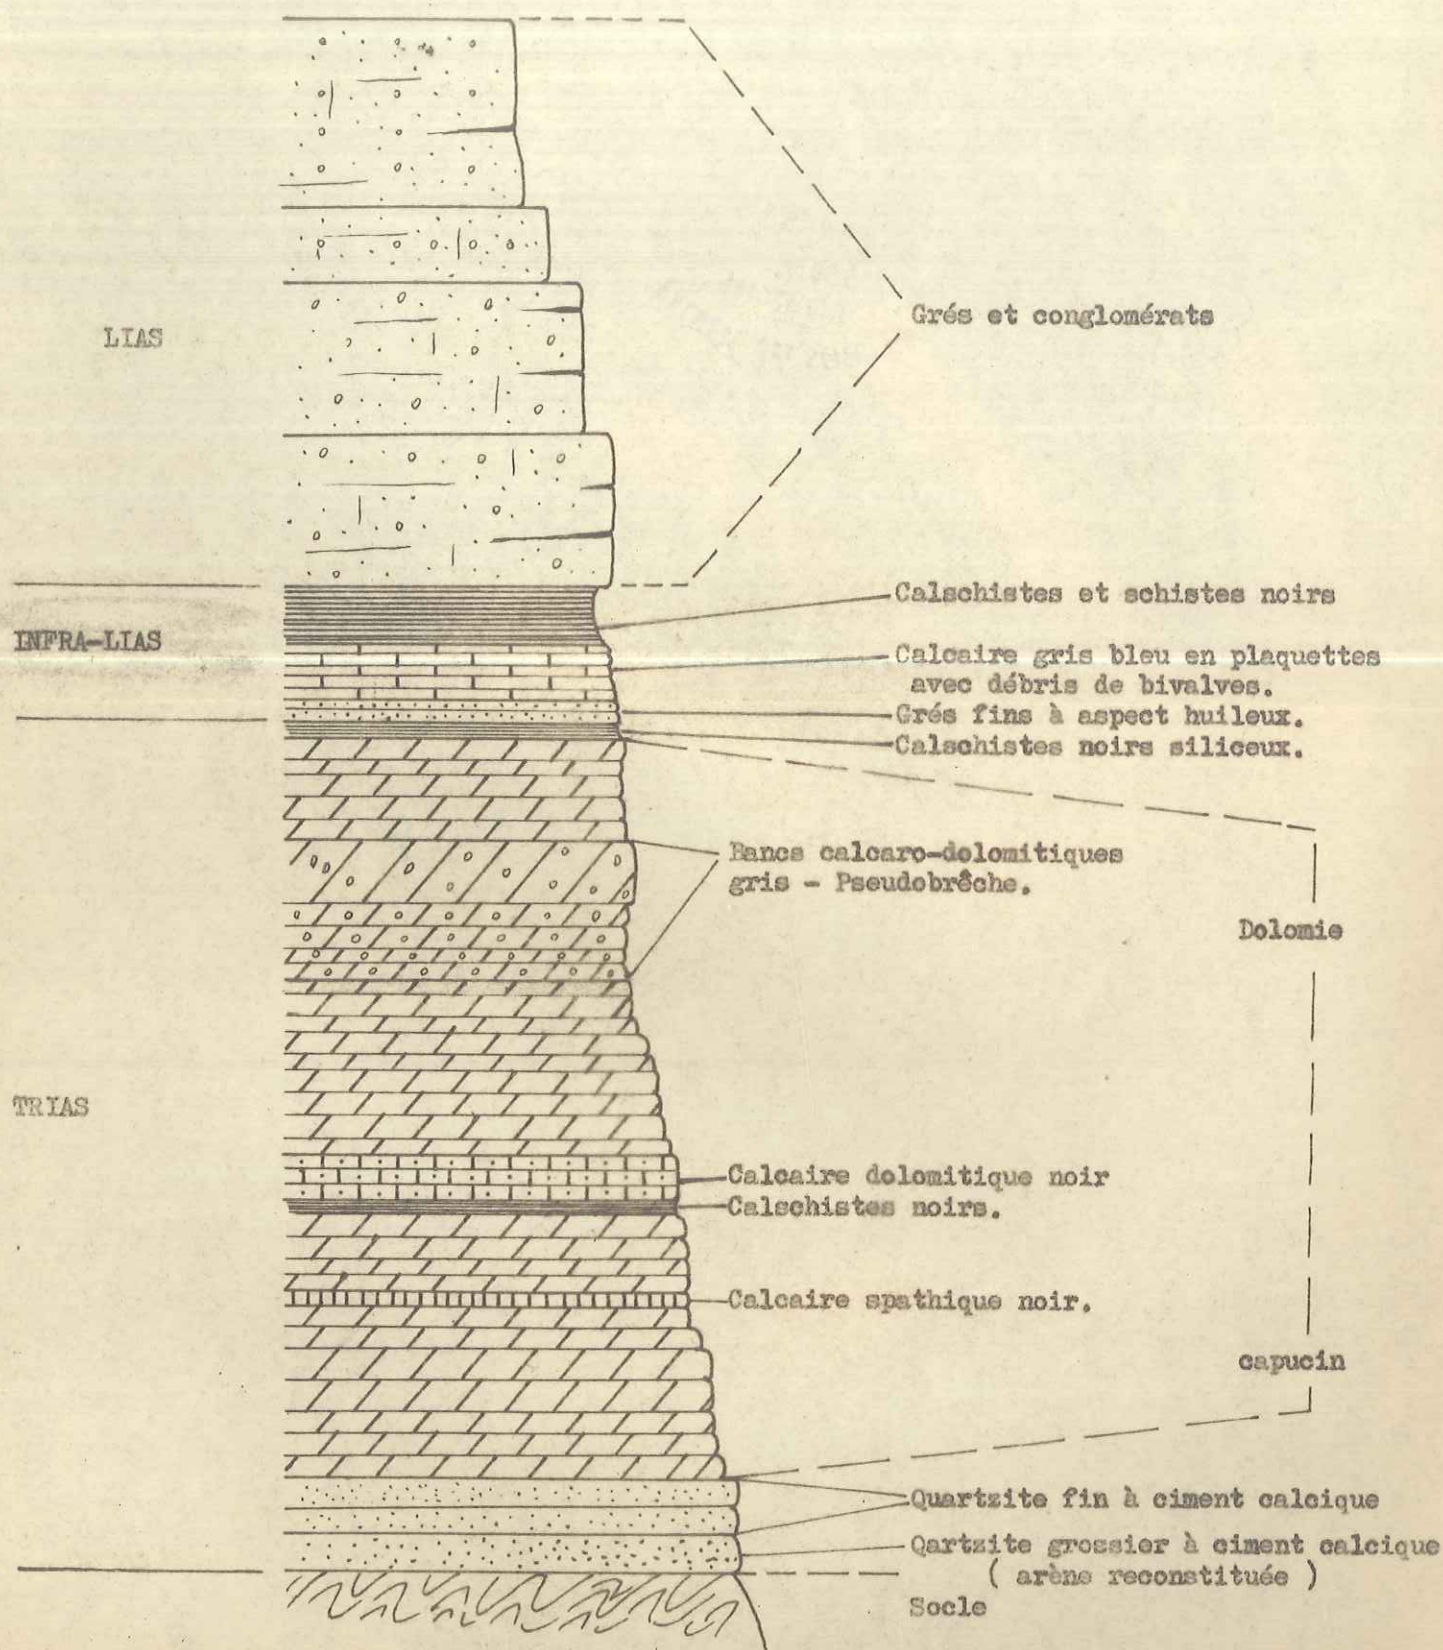 LIAS
Grés et conglomérats
INFRA-LIAS
Calschistes et schistes noirs
Calcaire gris bleu en plaquettes
avec débris de bivalves.
Grés fins à aspect huileux.
Calschistes noirs siliceux.
Bancs calcaro-dolomitiques
gris - Pseudobrêche.
Dolomie
TRIAS
Calcaire dolomitique noir
Calschistes noirs.
Calcaire spathique noir.
capucin
Quartzite fin à ciment calcique
Qartzite grossier à ciment calcique
( arène reconstituée )
Socle